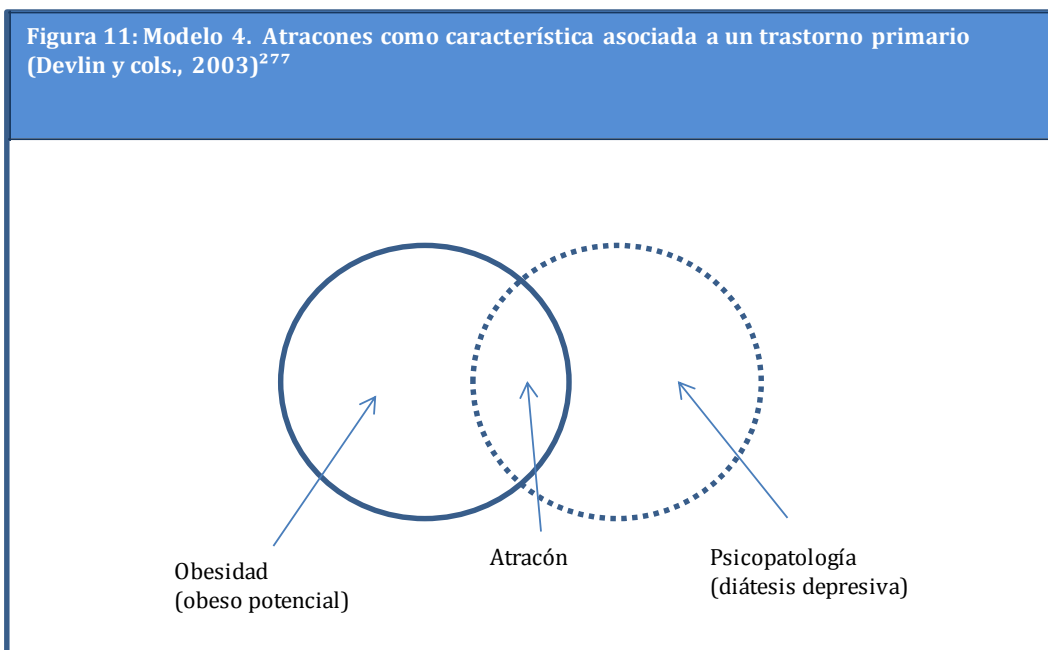 Figura 11: Modelo 4. Atracones como característica asociada a un trastorno primario
(Devlin y cols., 2003)²⁷⁷
Obesidad
(obeso potencial)
Atracón
Psicopatología
(diátesis depresiva)